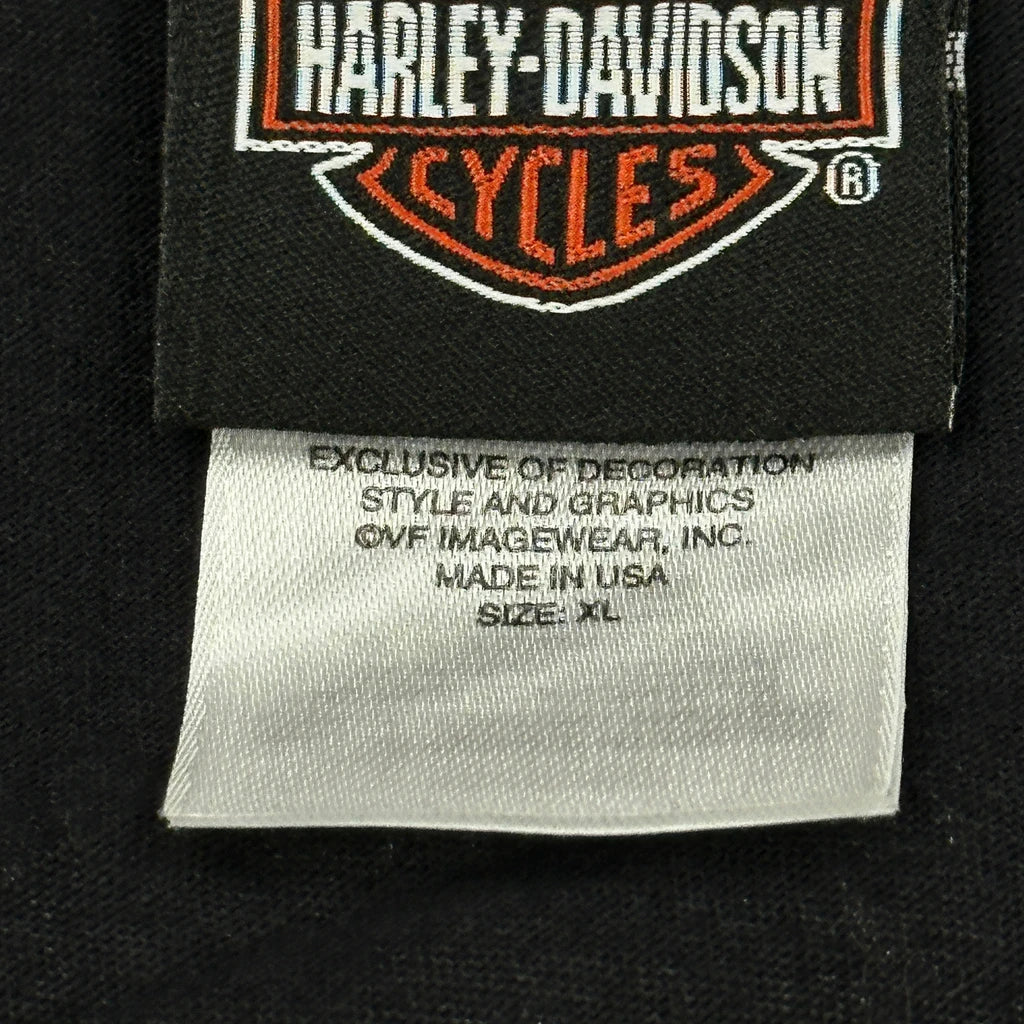 HARLEY-DAVIDSON
CYCLES
®
EXCLUSIVE OF DECORATION
STYLE AND GRAPHICS
©VF IMAGEWEAR, INC.
MADE IN USA
SIZE: XL